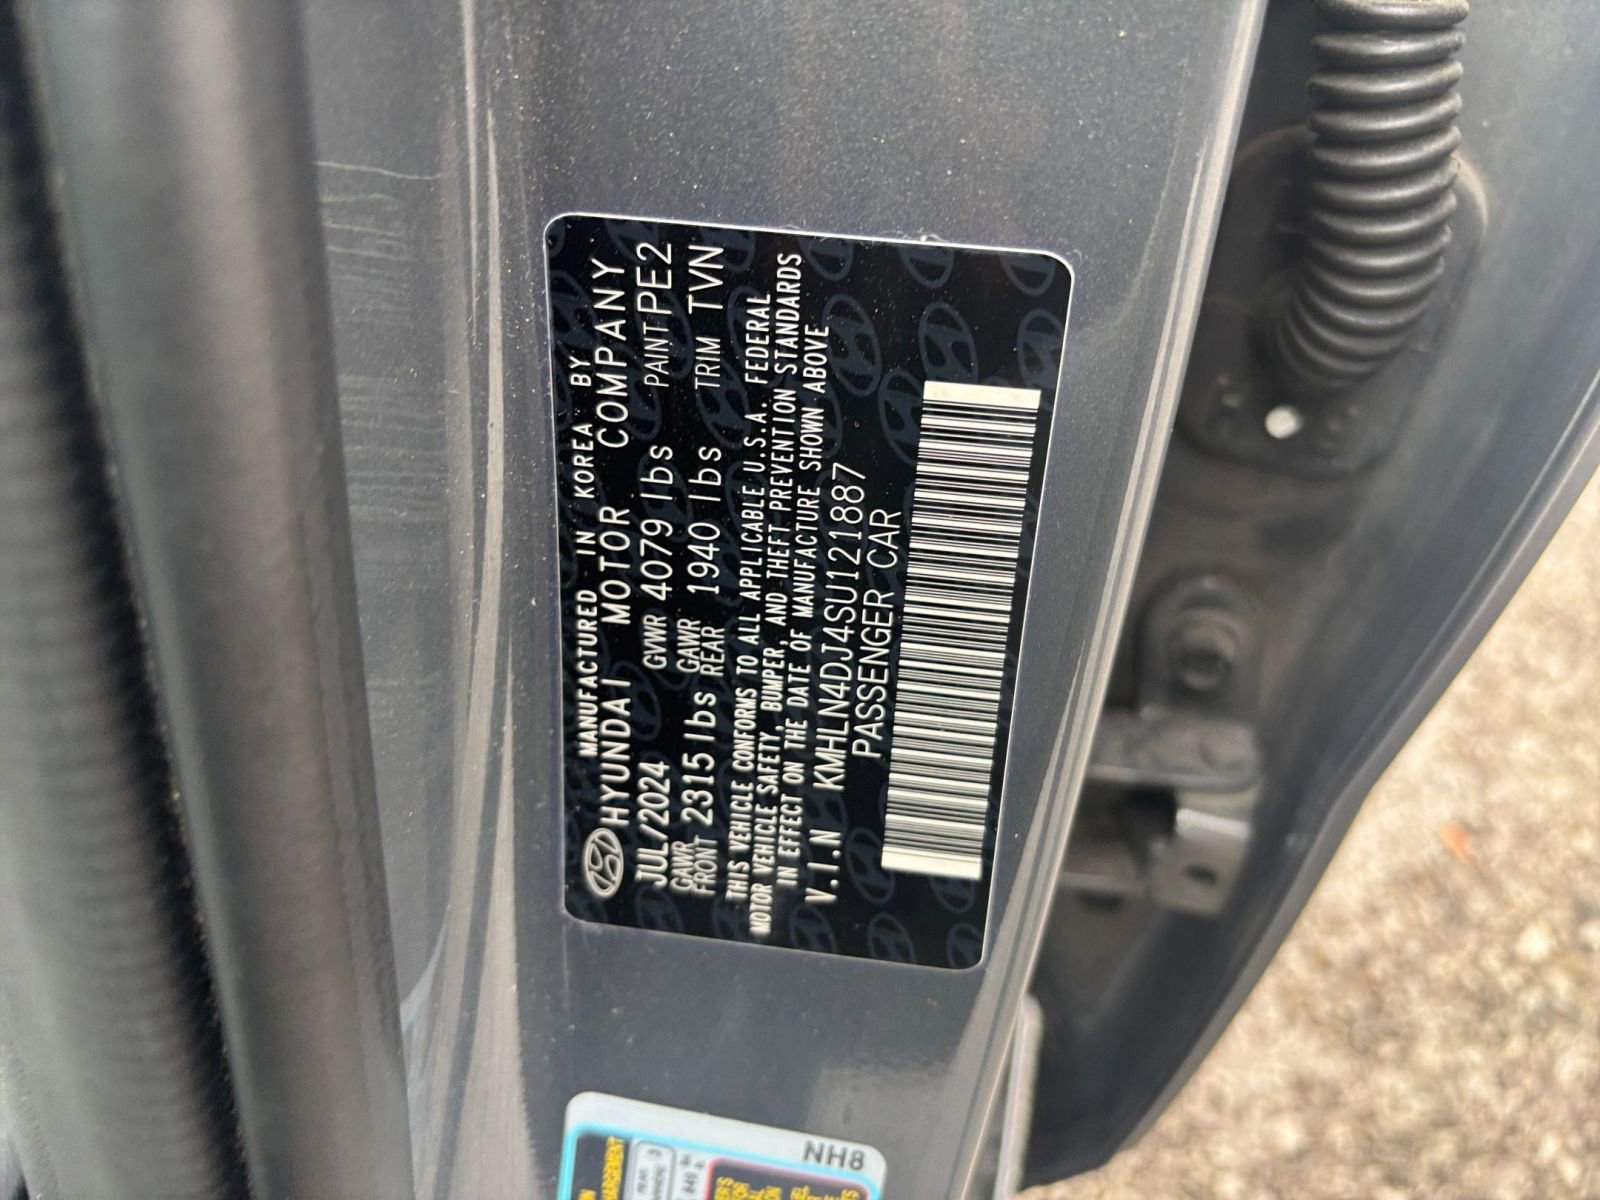 MANUFACTURED IN KOREA BY
HYUNDAI MOTOR COMPANY
JUL/2024 GVWR 4079 lbs PAINT PE2
GAWR FRONT 2315 lbs GAWR REAR 1940 lbs TRIM TVN
THIS VEHICLE CONFORMS TO ALL APPLICABLE U.S.A. FEDERAL
MOTOR VEHICLE SAFETY, BUMPER, AND THEFT PREVENTION STANDARDS
IN EFFECT ON THE DATE OF MANUFACTURE SHOWN ABOVE
V.I.N KMHLN4DJ4SU121887
PASSENGER CAR
NH8